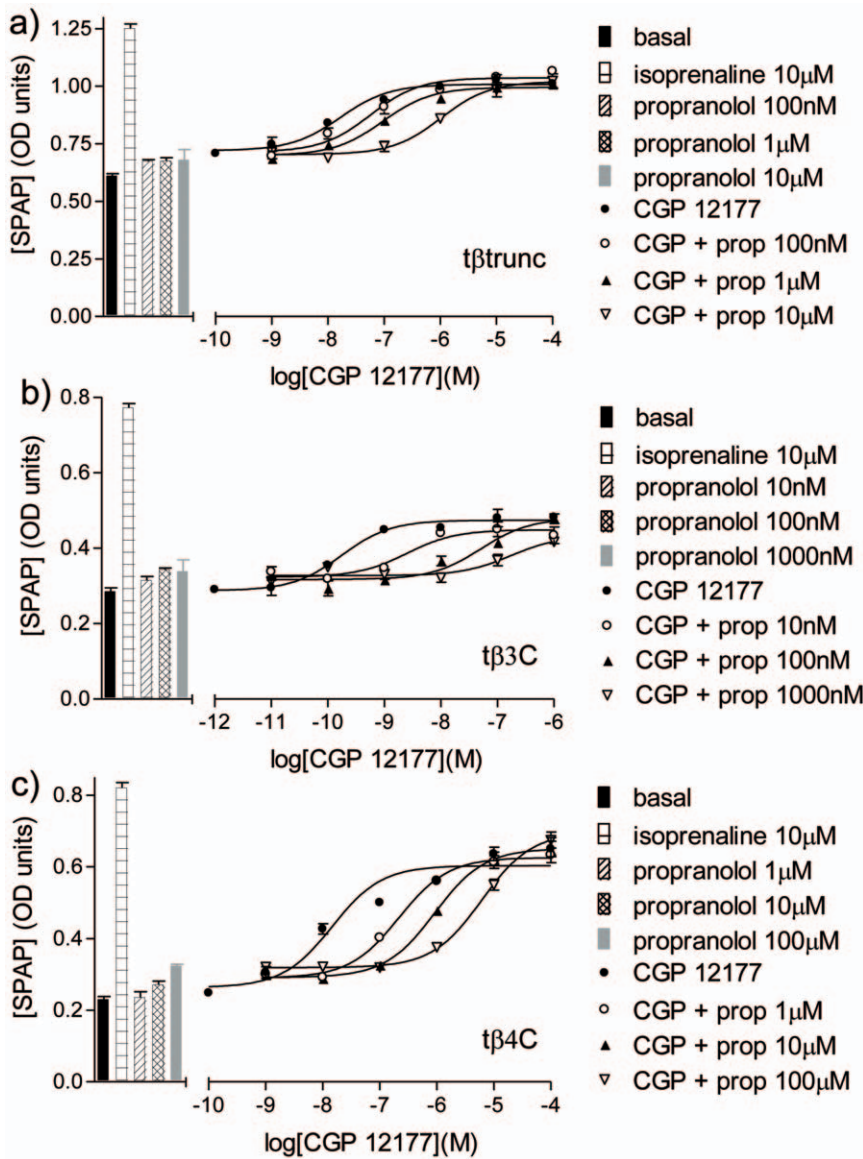 a)
[SPAP] (OD units)
1.25
1.00
0.75
0.50
0.25
0.00
tβtrunc
-10 -9 -8 -7 -6 -5 -4
log[CGP 12177](M)
basal
isoprenaline 10μM
propranolol 100nM
propranolol 1μM
propranolol 10μM
CGP 12177
CGP + prop 100nM
CGP + prop 1μM
CGP + prop 10μM
b)
[SPAP] (OD units)
0.8
0.6
0.4
0.2
0.0
tβ3C
-12 -11 -10 -9 -8 -7 -6
log[CGP 12177](M)
basal
isoprenaline 10μM
propranolol 10nM
propranolol 100nM
propranolol 1000nM
CGP 12177
CGP + prop 10nM
CGP + prop 100nM
CGP + prop 1000nM
c)
[SPAP] (OD units)
0.8
0.6
0.4
0.2
0.0
tβ4C
-10 -9 -8 -7 -6 -5 -4
log[CGP 12177](M)
basal
isoprenaline 10μM
propranolol 1μM
propranolol 10μM
propranolol 100μM
CGP 12177
CGP + prop 1μM
CGP + prop 10μM
CGP + prop 100μM